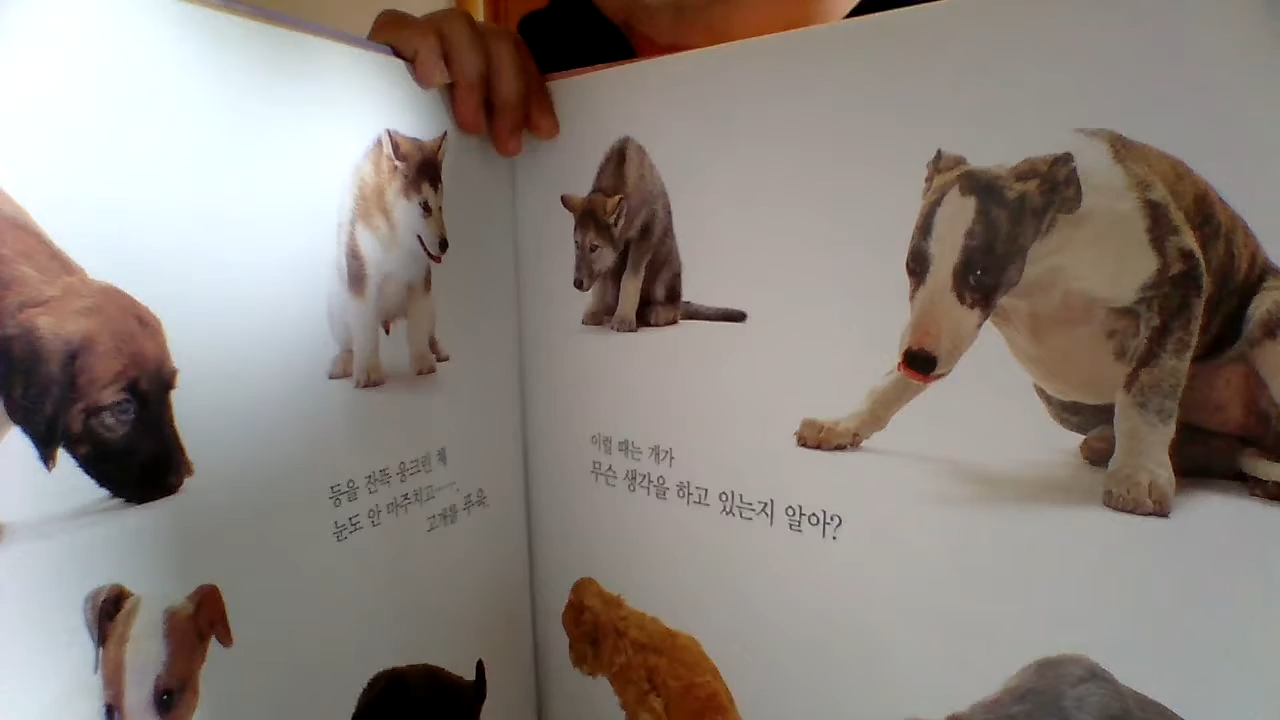 등을 잔뜩 웅크린 채
눈도 안 마주치고…….
고개를 푸욱.
이럴 때는 개가
무슨 생각을 하고 있는지 알아?